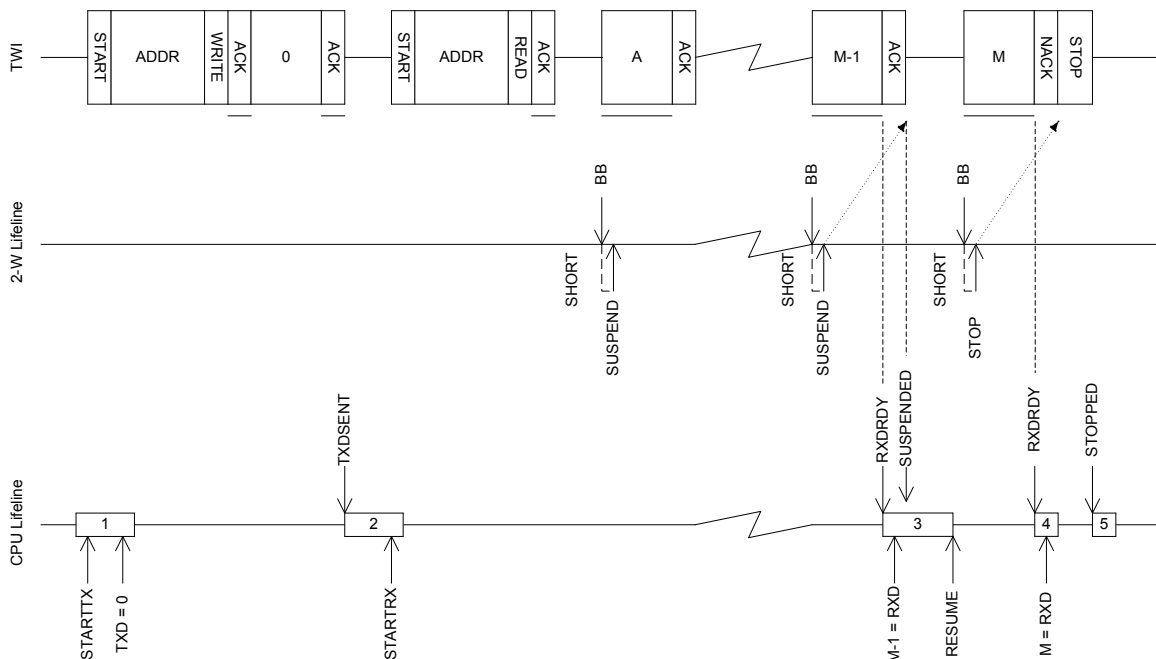 TWI
START
ADDR
WRITE
ACK
0
ACK
START
ADDR
READ
ACK
A
ACK
M-1
ACK
M
NACK
STOP
2-W Lifeline
BB
SHORT
SUSPEND
BB
SHORT
SUSPEND
BB
SHORT
STOP
CPU Lifeline
1
STARTTX
TXD = 0
TXDSENT
2
STARTRX
RXDRDY
SUSPENDED
3
M-1 = RXD
RESUME
RXDRDY
4
M = RXD
STOPPED
5